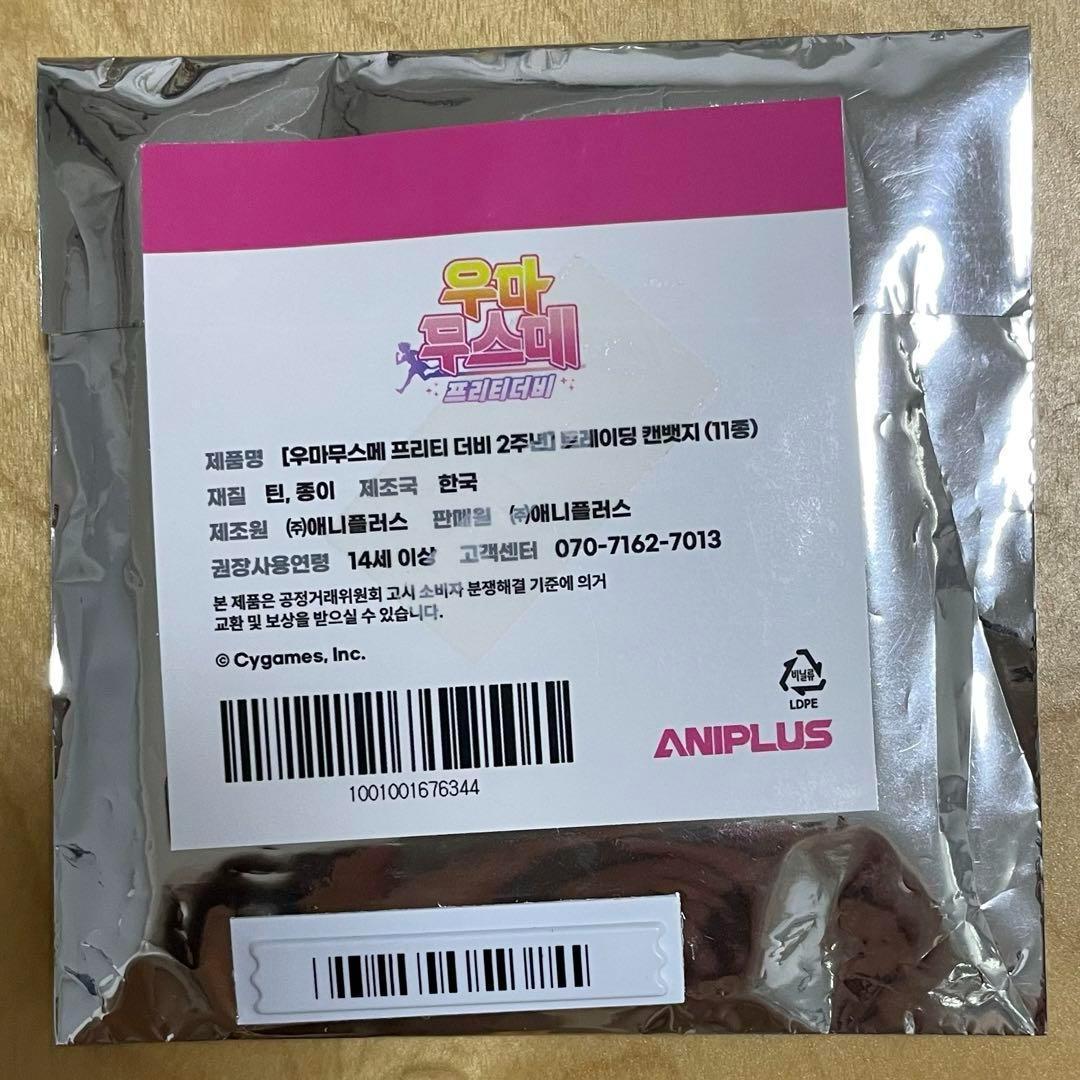 우마
무스메
프리티더비
제품명 [우마무스메 프리티 더비 2주년] 트레이딩 캔뱃지 (11종)
재질 틴, 종이 제조국 한국
제조원 ㈜애니플러스 판매원 ㈜애니플러스
권장사용연령 14세 이상 고객센터 070-7162-7013
본 제품은 공정거래위원회 고시 소비자 분쟁해결 기준에 의거
교환 및 보상을 받으실 수 있습니다.
© Cygames, Inc.
비닐류
LDPE
ANIPLUS
1001001676344